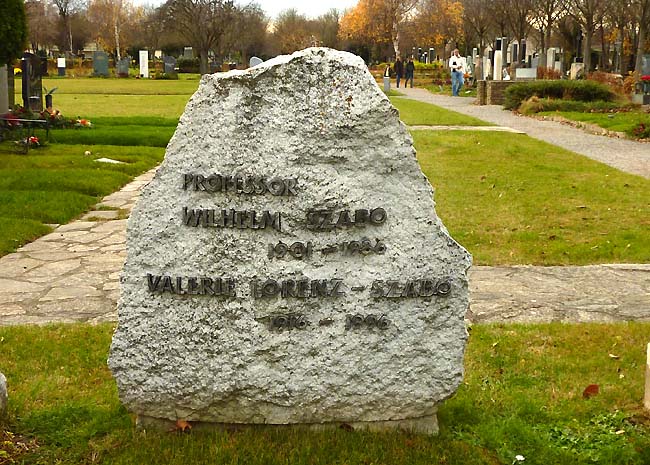 PROFESSOR
WILHELM SZABO
1901 - 1986
VALERIE LORENZ - SZABO
1916 - 1996